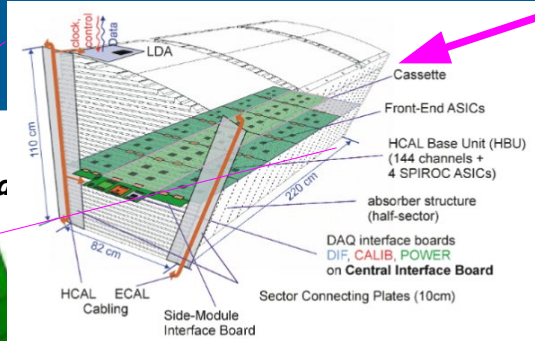 clock,
control
Data
LDA
Cassette
Front-End ASICs
110 cm
HCAL Base Unit (HBU)
(144 channels +
4 SPIROC ASICs)
220 cm
absorber structure
(half-sector)
82 cm
DAQ interface boards
DIF, CALIB, POWER
on Central Interface Board
HCAL ECAL
Cabling
Sector Connecting Plates (10cm)
Side-Module
Interface Board